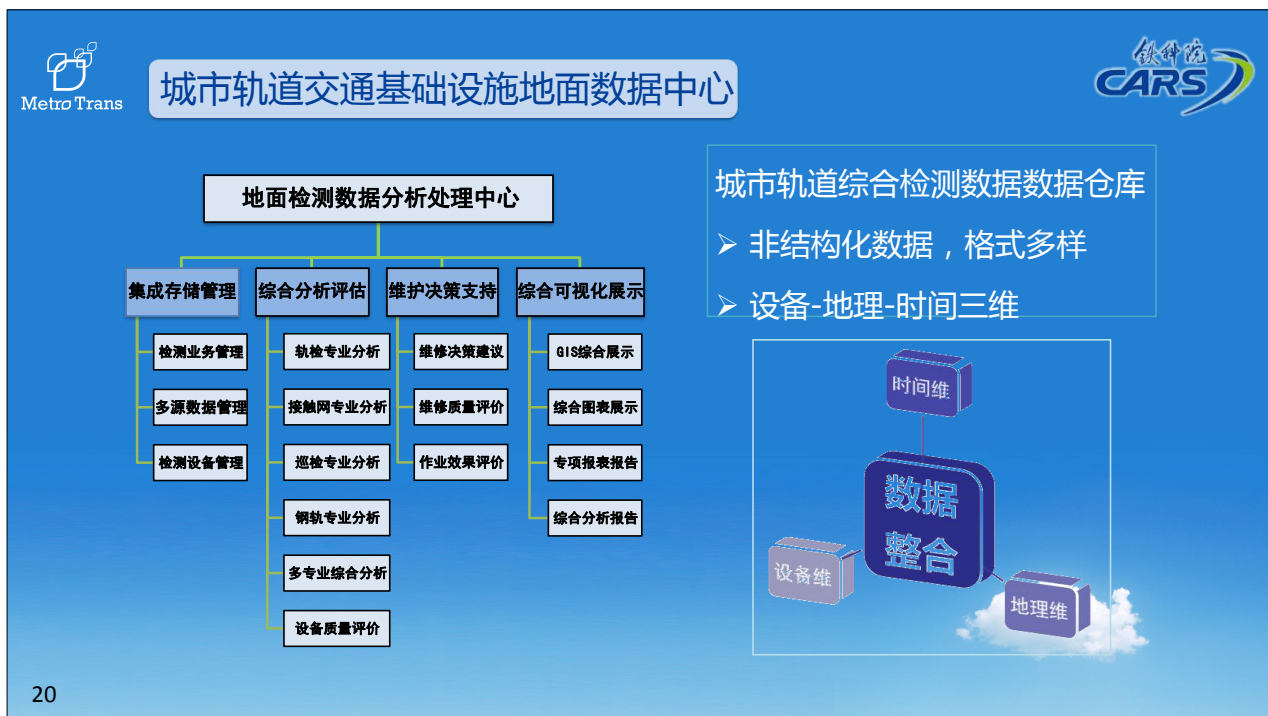 Metro Trans
城市轨道交通基础设施地面数据中心
铁科院
CARS
地面检测数据分析处理中心
集成存储管理
检测业务管理
多源数据管理
检测设备管理
综合分析评估
轨检专业分析
接触网专业分析
巡检专业分析
钢轨专业分析
多专业综合分析
设备质量评价
维护决策支持
维修决策建议
维修质量评价
作业效果评价
综合可视化展示
GIS综合展示
综合图表展示
专项报表报告
综合分析报告
城市轨道综合检测数据数据仓库
➢ 非结构化数据，格式多样
➢ 设备-地理-时间三维
时间维
数据
整合
设备维
地理维
20